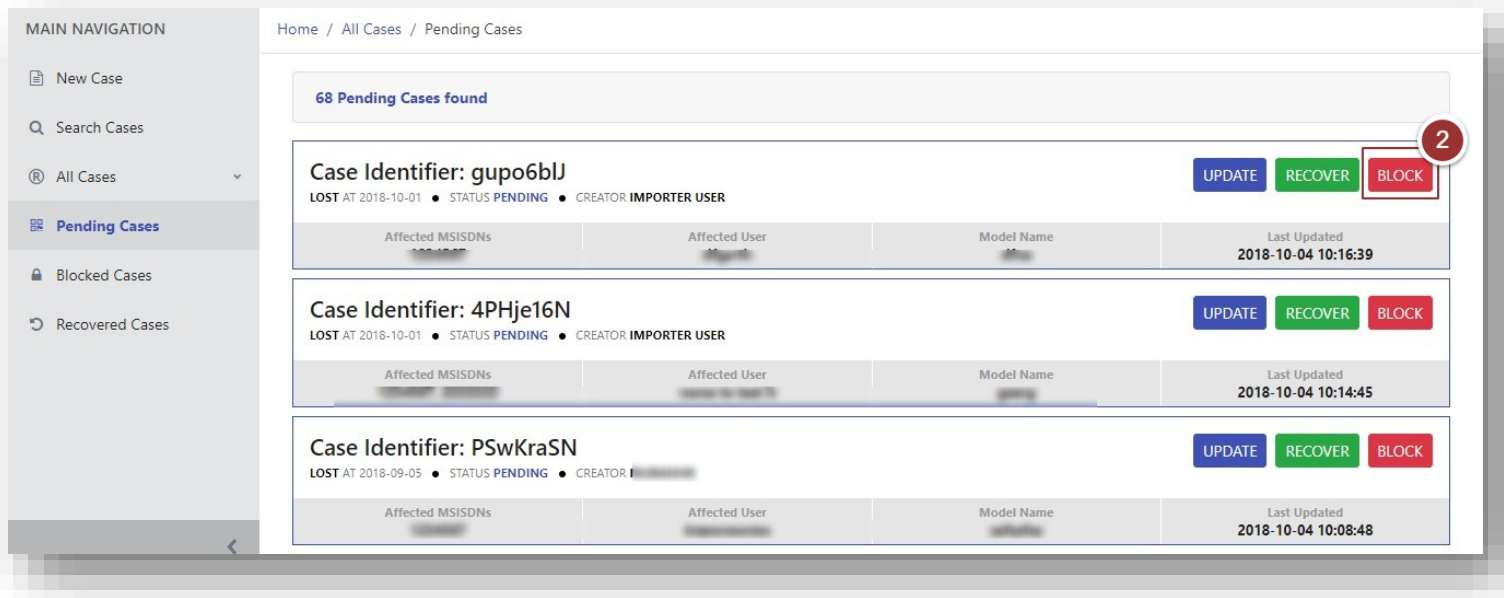 MAIN NAVIGATION
New Case
Search Cases
All Cases
Pending Cases
Blocked Cases
Recovered Cases
Home / All Cases / Pending Cases
68 Pending Cases found
2
Case Identifier: gupo6blJ
UPDATE RECOVER BLOCK
LOST AT 2018-10-01 ● STATUS PENDING ● CREATOR IMPORTER USER
Affected MSISDNs Affected User Model Name Last Updated
2018-10-04 10:16:39
Case Identifier: 4PHje16N
UPDATE RECOVER BLOCK
LOST AT 2018-10-01 ● STATUS PENDING ● CREATOR IMPORTER USER
Affected MSISDNs Affected User Model Name Last Updated
2018-10-04 10:14:45
Case Identifier: PSwKraSN
UPDATE RECOVER BLOCK
LOST AT 2018-09-05 ● STATUS PENDING ● CREATOR
Affected MSISDNs Affected User Model Name Last Updated
2018-10-04 10:08:48